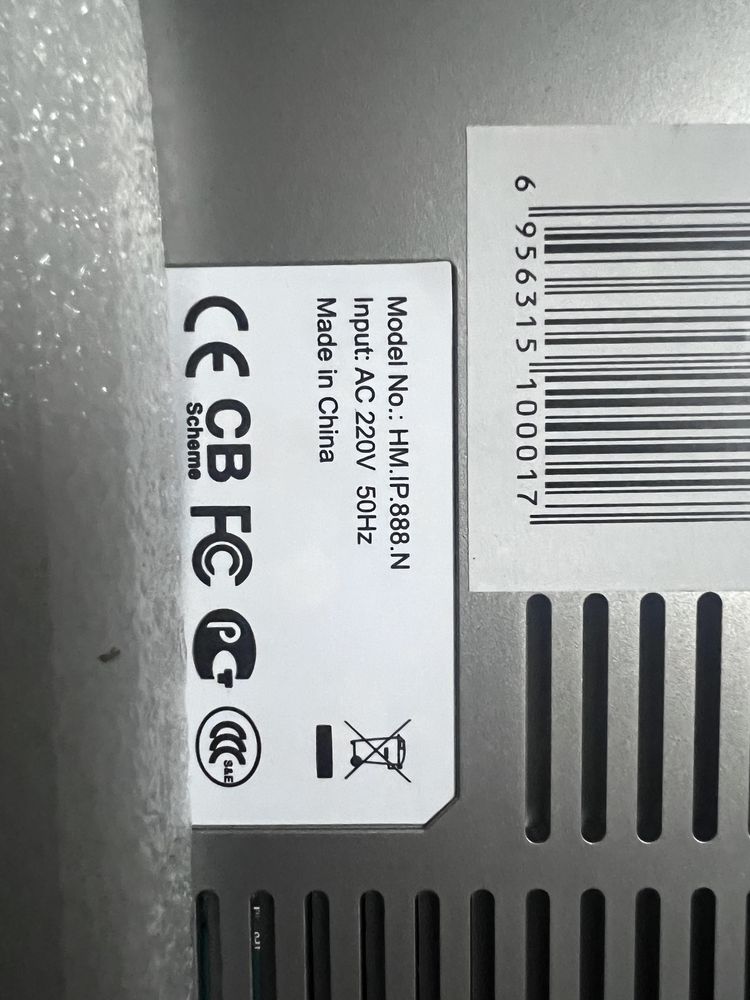 6 956315 100017
Model No.: HM.IP.888.N
Input: AC 220V 50Hz
Made in China
CE CB FC PCT CCC
Scheme S&E